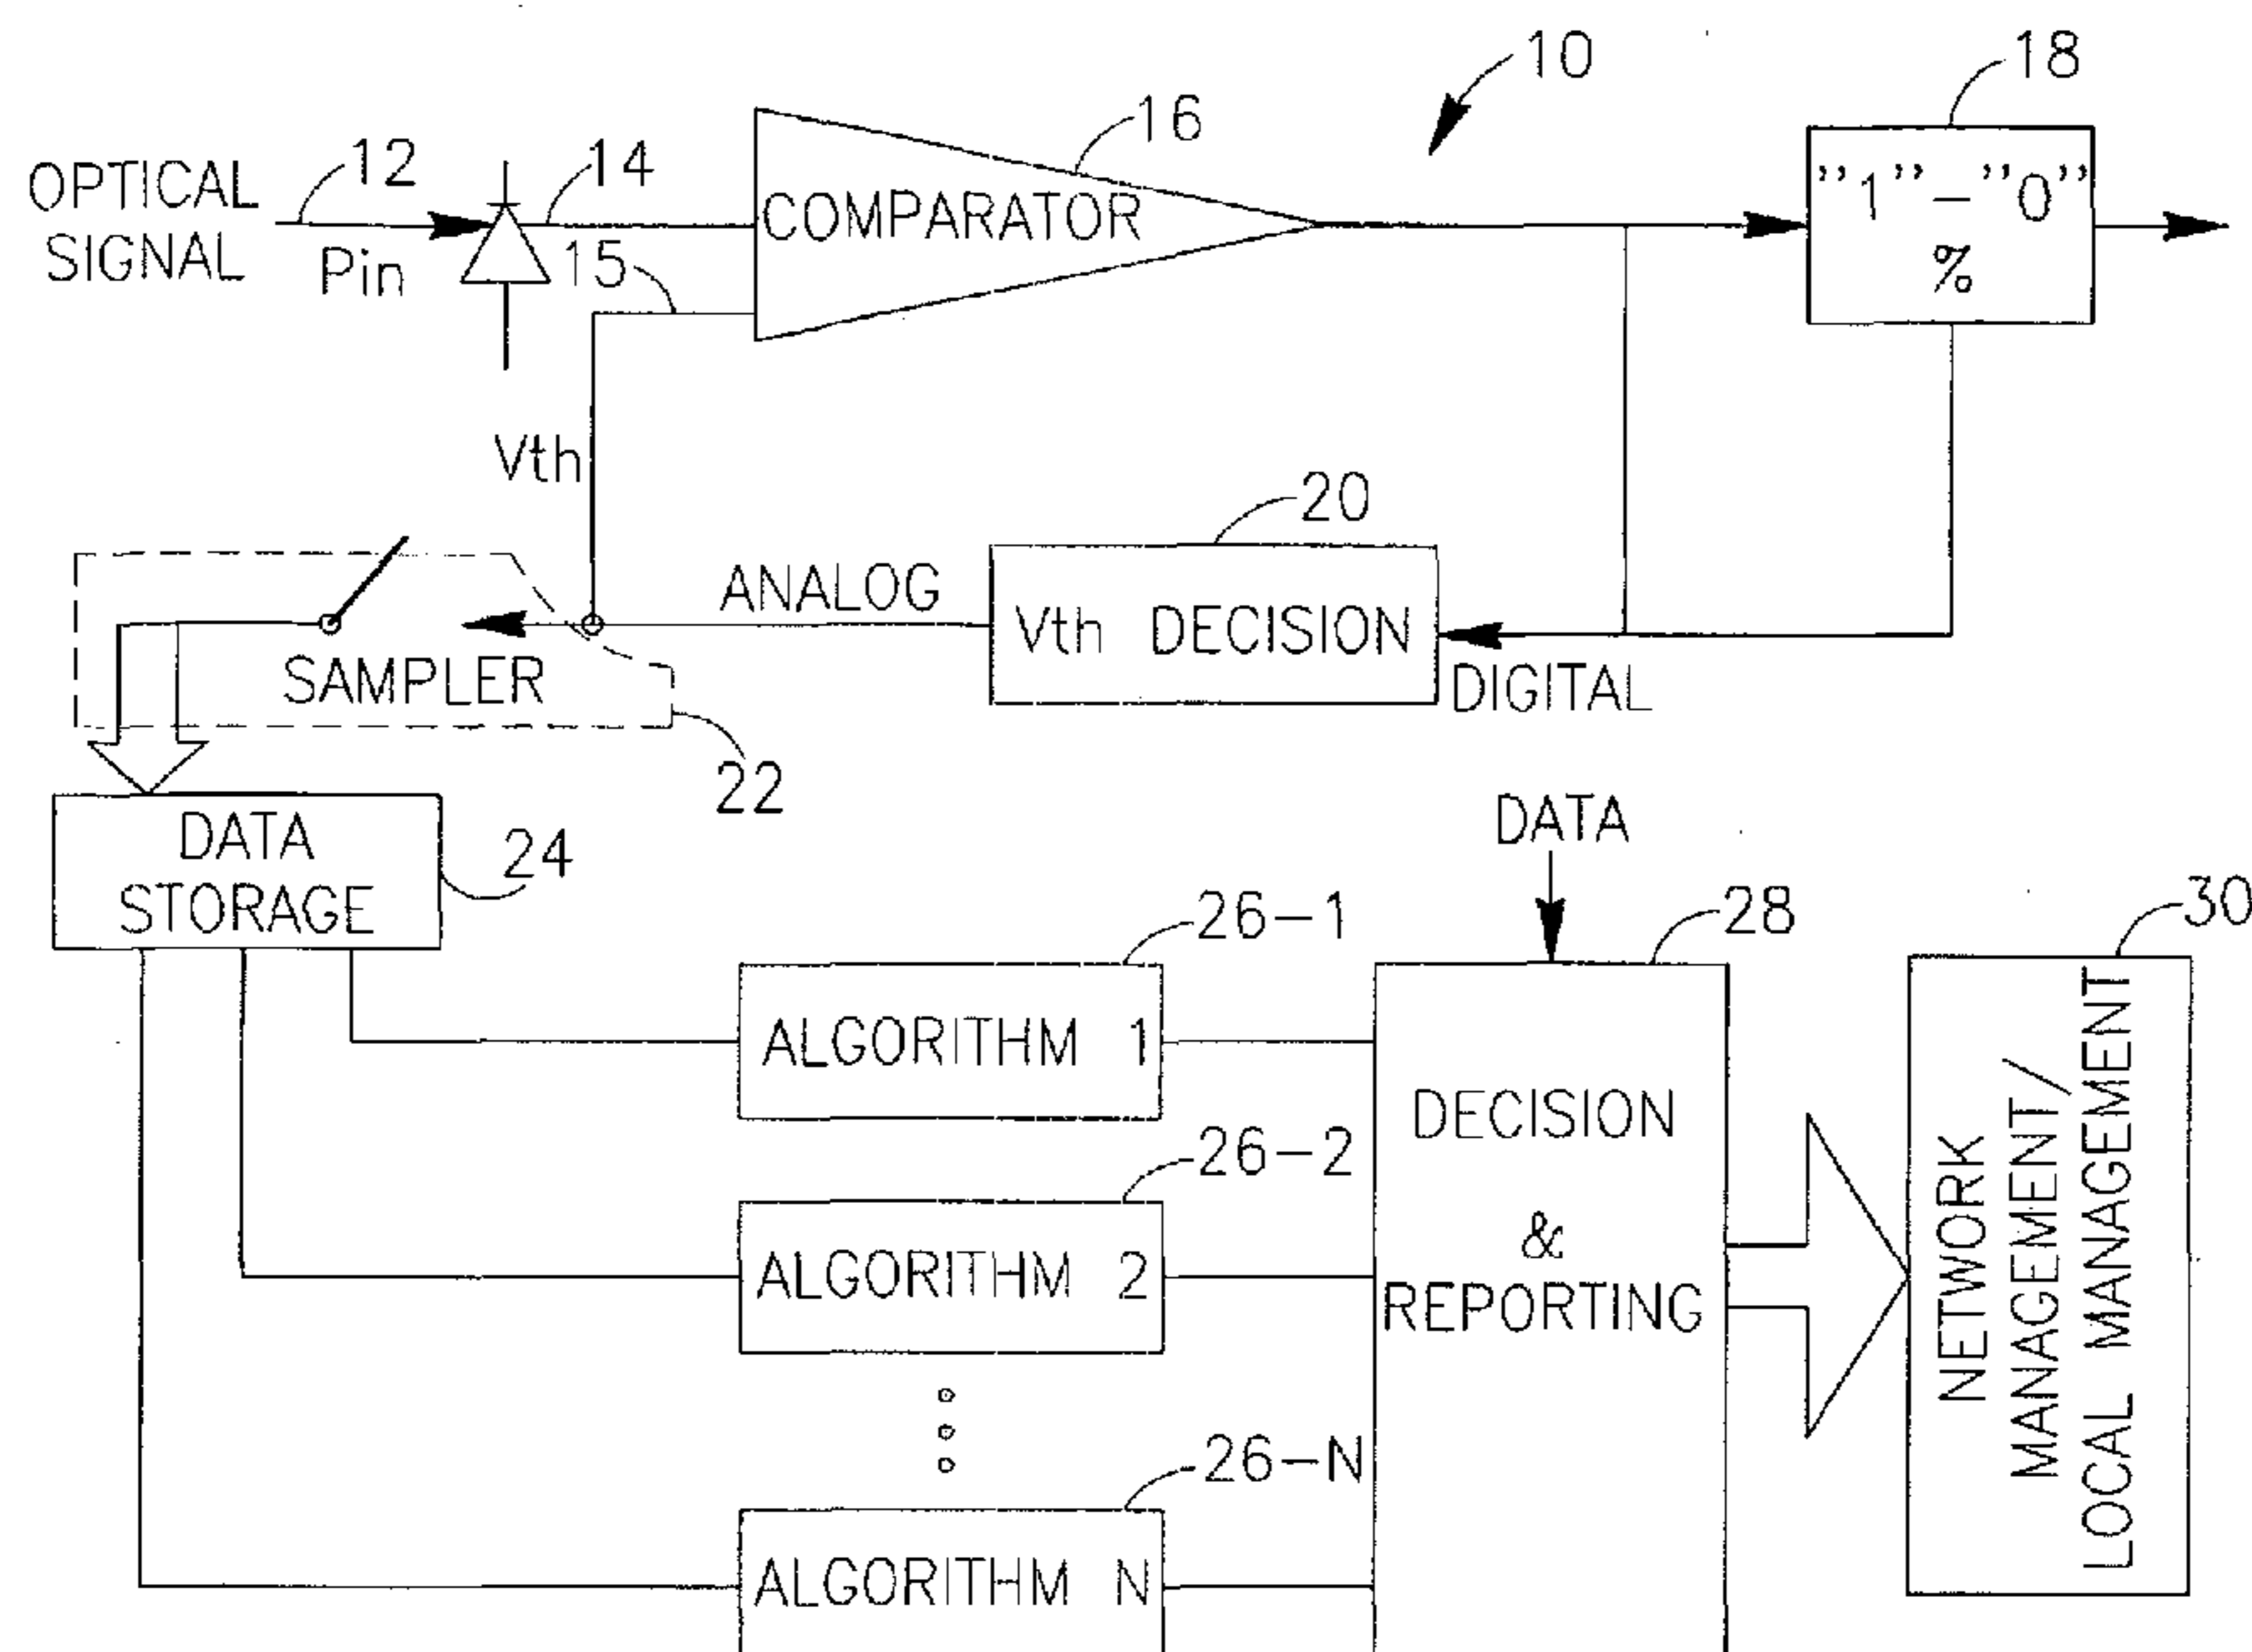 10
18
16
12
14
OPTICAL
SIGNAL
Pin
15
COMPARATOR
"1"-"0"
%
Vth
20
ANALOG
Vth DECISION
DIGITAL
SAMPLER
22
DATA
STORAGE
24
DATA
26-1
28
30
ALGORITHM 1
26-2
ALGORITHM 2
DECISION
&
REPORTING
NETWORK
MANAGEMENT/
LOCAL MANAGEMENT
26-N
ALGORITHM N